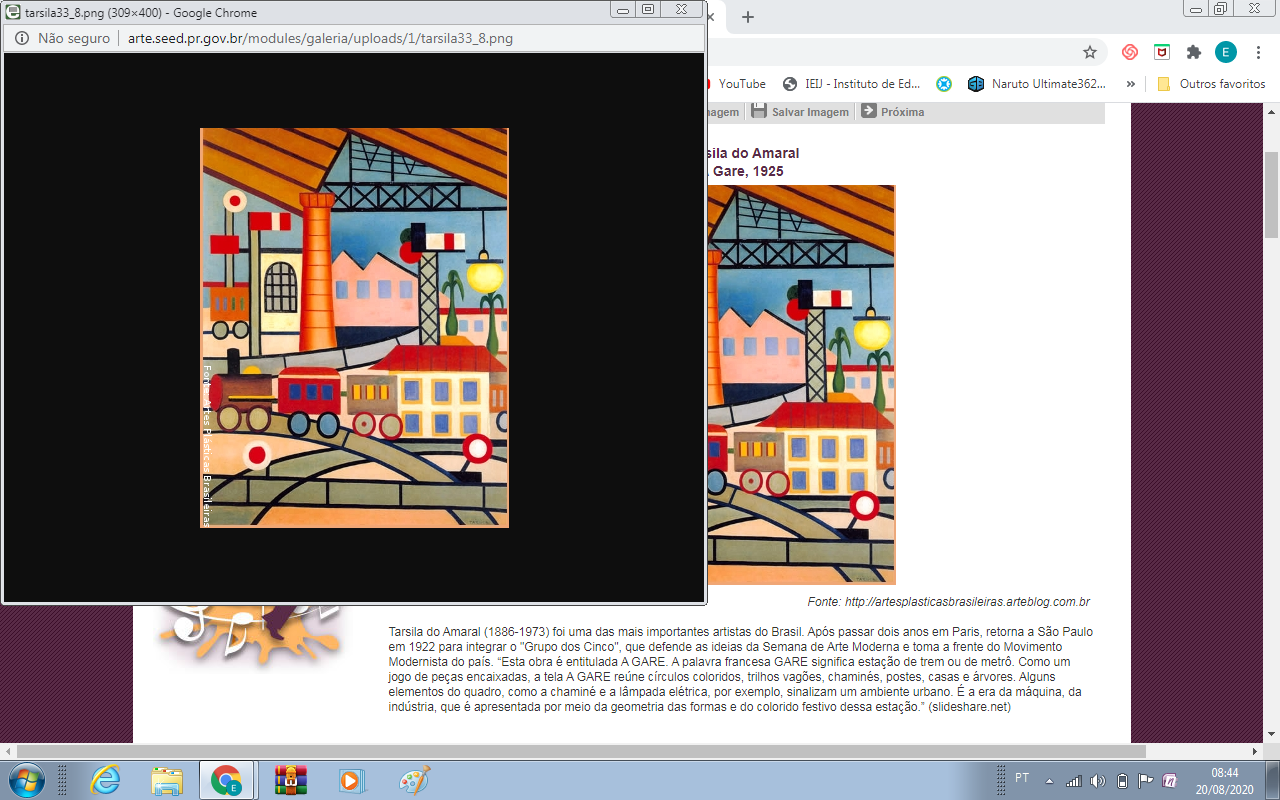 tarsila33_8.png (309×400) - Google Chrome
Não seguro | arte.seed.pr.gov.br/modules/galeria/uploads/1/tarsila33_8.png
YouTube
IEIJ - Instituto de Ed...
Naruto Ultimate362...
»
Outros favoritos
E
magem | Salvar Imagem | Próxima
sila do Amaral
Gare, 1925
Fonte: Artes Plásticas Brasileiras
Fonte: http://artesplasticasbrasileiras.arteblog.com.br
Tarsila do Amaral (1886-1973) foi uma das mais importantes artistas do Brasil. Após passar dois anos em Paris, retorna a São Paulo
em 1922 para integrar o "Grupo dos Cinco", que defende as ideias da Semana de Arte Moderna e toma a frente do Movimento
Modernista do país. “Esta obra é entitulada A GARE. A palavra francesa GARE significa estação de trem ou de metrô. Como um
jogo de peças encaixadas, a tela A GARE reúne círculos coloridos, trilhos vagões, chaminés, postes, casas e árvores. Alguns
elementos do quadro, como a chaminé e a lâmpada elétrica, por exemplo, sinalizam um ambiente urbano. É a era da máquina, da
indústria, que é apresentada por meio da geometria das formas e do colorido festivo dessa estação.” (slideshare.net)
PT
08:44
20/08/2020